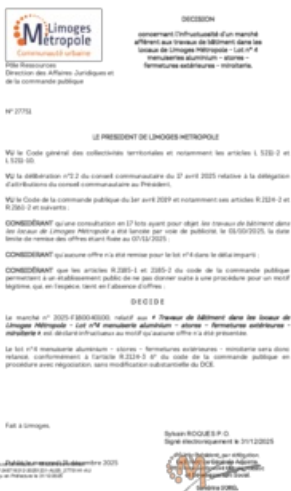 Limoges
Métropole
Communauté urbaine
Pôle Ressources
Direction des Affaires Juridiques et
de la commande publique
DECISION
concernant l'infructuosité d'un marché
afférent aux travaux de bâtiment dans les
locaux de Limoges Métropole - Lot n° 4
menuiseries aluminium - stores -
fermetures extérieures - miroiterie.
N° 27751
LE PRESIDENT DE LIMOGES METROPOLE
VU le Code général des collectivités territoriales et notamment les articles L 5211-2 et
L 5211-10,
VU la délibération n°2.2 du conseil communautaire du 17 avril 2025 relative à la délégation
d'attributions du conseil communautaire au Président,
VU le Code de la commande publique du 1er avril 2019 et notamment ses articles R.2124-2 et
R.2161-2 et suivants ;
CONSIDÉRANT qu'une consultation en 17 lots ayant pour objet les travaux de bâtiment dans
les locaux de Limoges Métropole a été lancée par voie de publicité, le 01/10/2025, la date
limite de remise des offres étant fixée au 07/11/2025 ;
CONSIDÉRANT qu'aucune offre n'a été remise pour le lot n°4 dans le délai imparti ;
CONSIDÉRANT que les articles R.2185-1 et 2185-2 du code de la commande publique
permettent à un établissement public de ne pas donner suite à une procédure pour un motif
légitime, qui, en l'espèce, tient en l'absence d'offres ;
D E C I D E
Le marché n° relatif aux « Travaux de bâtiment dans les locaux de
Limoges Métropole - Lot n°4 menuiserie aluminium - stores - fermetures extérieures -
miroiterie » est déclaré infructueux au motif qu'aucune offre n'a été présentée.
Le lot n°4 menuiserie aluminium - stores - fermetures extérieures - miroiterie sera donc
relancé, conformément à l'article R.2124-3 6° du code de la commande publique en
procédure avec négociation, sans modification substantielle du DCE.
Fait à Limoges,
Sylvain ROQUES P.O
Signé électroniquement le 31/12/2025
décembre 2025